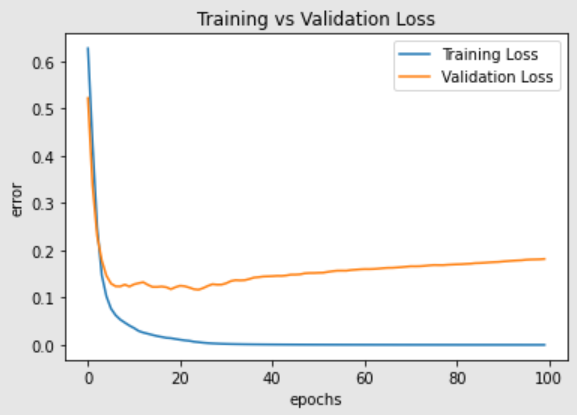 Training vs Validation Loss
Training Loss
Validation Loss
0.6
0.5
0.4
0.3
0.2
0.1
0.0
error
0 20 40 60 80 100
epochs